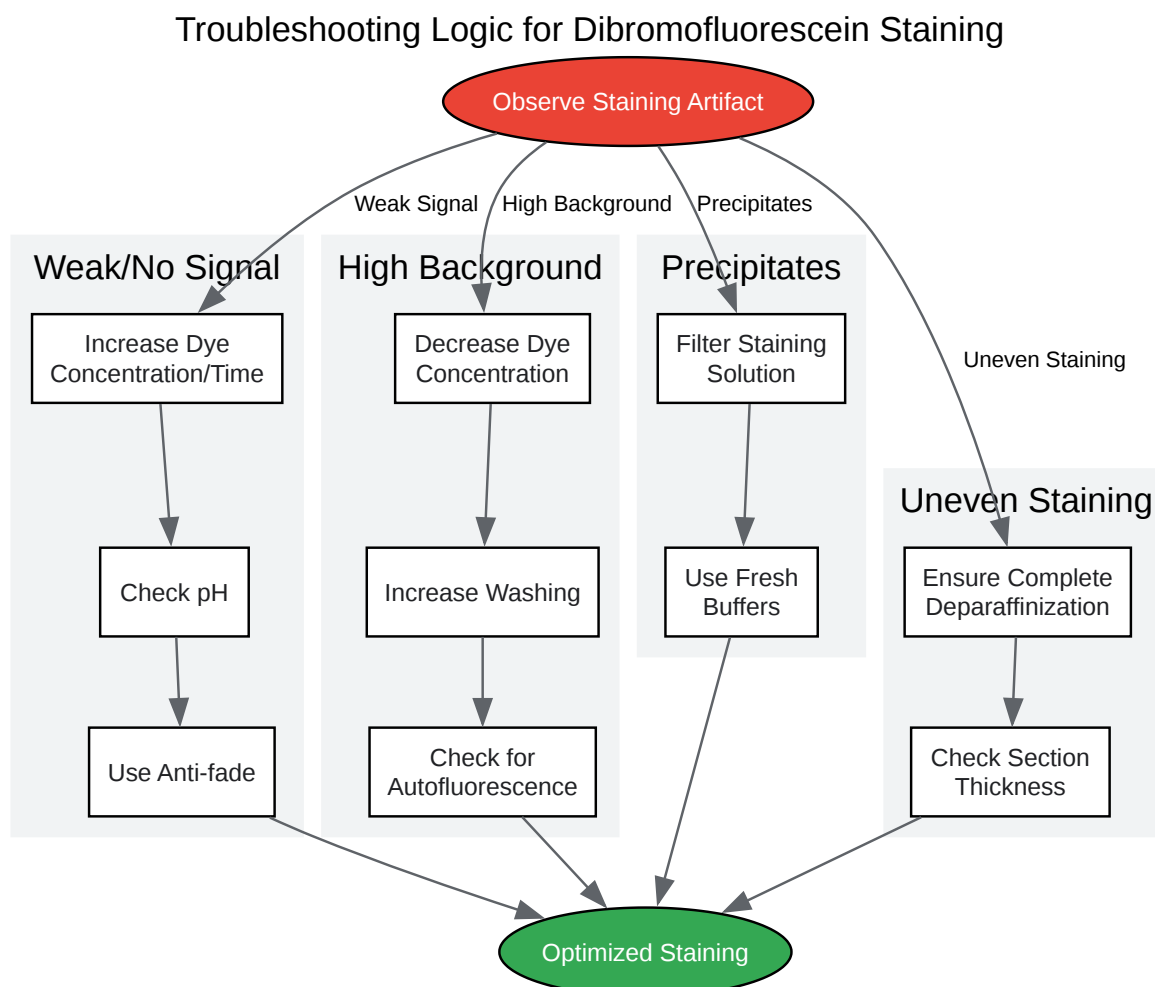 Troubleshooting Logic for Dibromofluorescein Staining
Observe Staining Artifact
Weak Signal
High Background
Precipitates
Uneven Staining
Weak/No Signal
Increase Dye
Concentration/Time
Check pH
Use Anti-fade
High Background
Decrease Dye
Concentration
Increase Washing
Check for
Autofluorescence
Precipitates
Filter Staining
Solution
Use Fresh
Buffers
Uneven Staining
Ensure Complete
Deparaffinization
Check Section
Thickness
Optimized Staining